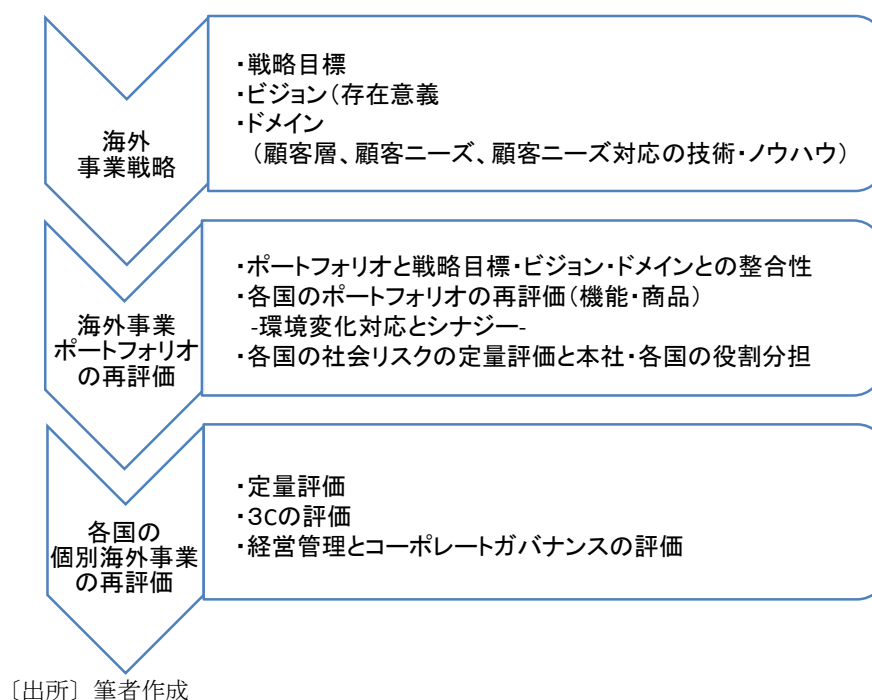 海外
事業戦略
・戦略目標
・ビジョン(存在意義
・ドメイン
(顧客層、顧客ニーズ、顧客ニーズ対応の技術・ノウハウ)
海外事業
ポートフォリオ
の再評価
・ポートフォリオと戦略目標・ビジョン・ドメインとの整合性
・各国のポートフォリオの再評価(機能・商品)
-環境変化対応とシナジー-
・各国の社会リスクの定量評価と本社・各国の役割分担
各国の
個別海外事業
の再評価
・定量評価
・3Cの評価
・経営管理とコーポレートガバナンスの評価
〔出所〕筆者作成